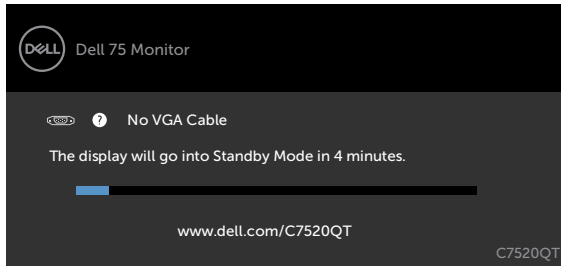 DELL Dell 75 Monitor
? No VGA Cable
The display will go into Standby Mode in 4 minutes.
www.dell.com/C7520QT
C7520QT